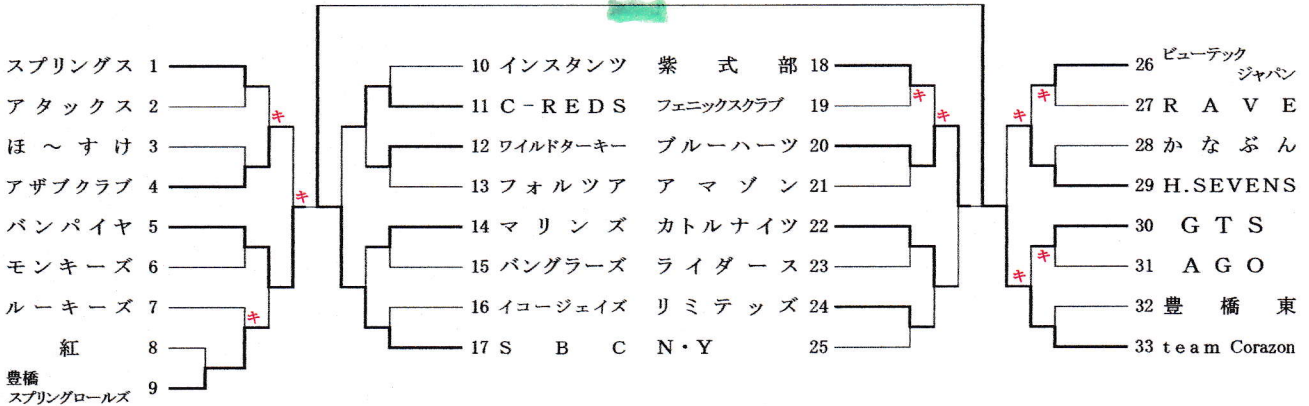 スプリングス 1
アタックス 2
ほ～すけ 3
アザブクラブ 4
バンパイヤ 5
モンキーズ 6
ルーキーズ 7
紅 8
豊橋
スプリングロールズ 9
キ
キ
キ
10 インスタンツ
11 C-REDS
12 ワイルドターキー
13 フォルツア
14 マリンズ
15 バングラーズ
16 イコージェイズ
17 SBC
紫式部 18
フェニックスクラブ 19
ブルーハーツ 20
アマゾン 21
カトルナイツ 22
ライダース 23
リミテッズ 24
N・Y 25
キ
キ
キ
キ
キ
キ
26 ビューテック
ジャパン
27 RAVE
28 かなぶん
29 H.SEVENS
30 GTS
31 AGO
32 豊橋東
33 team Corazon